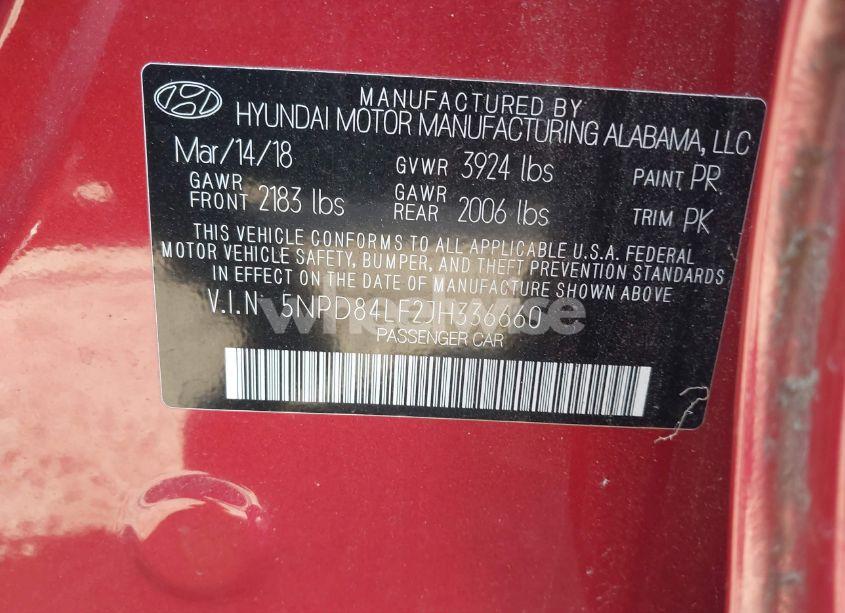 MANUFACTURED BY
HYUNDAI MOTOR MANUFACTURING ALABAMA, LLC
Mar/14/18 GVWR 3924 lbs PAINT PR
GAWR FRONT 2183 lbs GAWR REAR 2006 lbs TRIM PK
THIS VEHICLE CONFORMS TO ALL APPLICABLE U.S.A. FEDERAL
MOTOR VEHICLE SAFETY, BUMPER, AND THEFT PREVENTION STANDARDS
IN EFFECT ON THE DATE OF MANUFACTURE SHOWN ABOVE.
V.I.N 5NPD84LF2JH336660
PASSENGER CAR